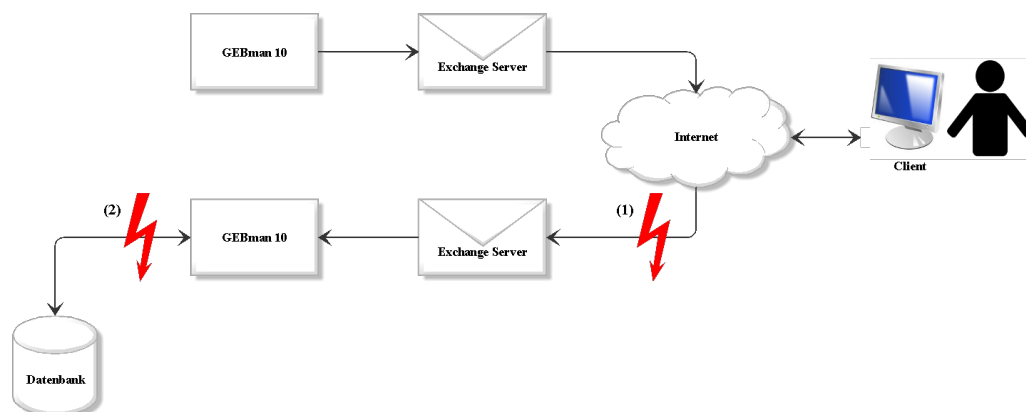 GEBman 10
Exchange Server
Internet
Client
(2)
GEBman 10
Exchange Server
(1)
Datenbank